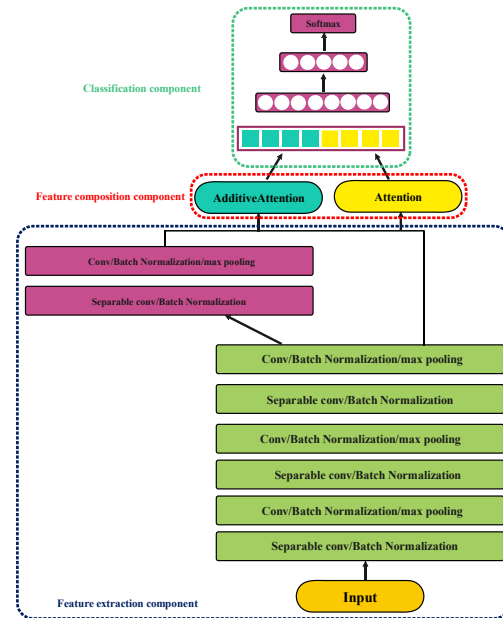 Softmax
Classification component
Feature composition component
AdditiveAttention
Attention
Conv/Batch Normalization/max pooling
Separable conv/Batch Normalization
Conv/Batch Normalization/max pooling
Separable conv/Batch Normalization
Conv/Batch Normalization/max pooling
Separable conv/Batch Normalization
Conv/Batch Normalization/max pooling
Separable conv/Batch Normalization
Input
Feature extraction component